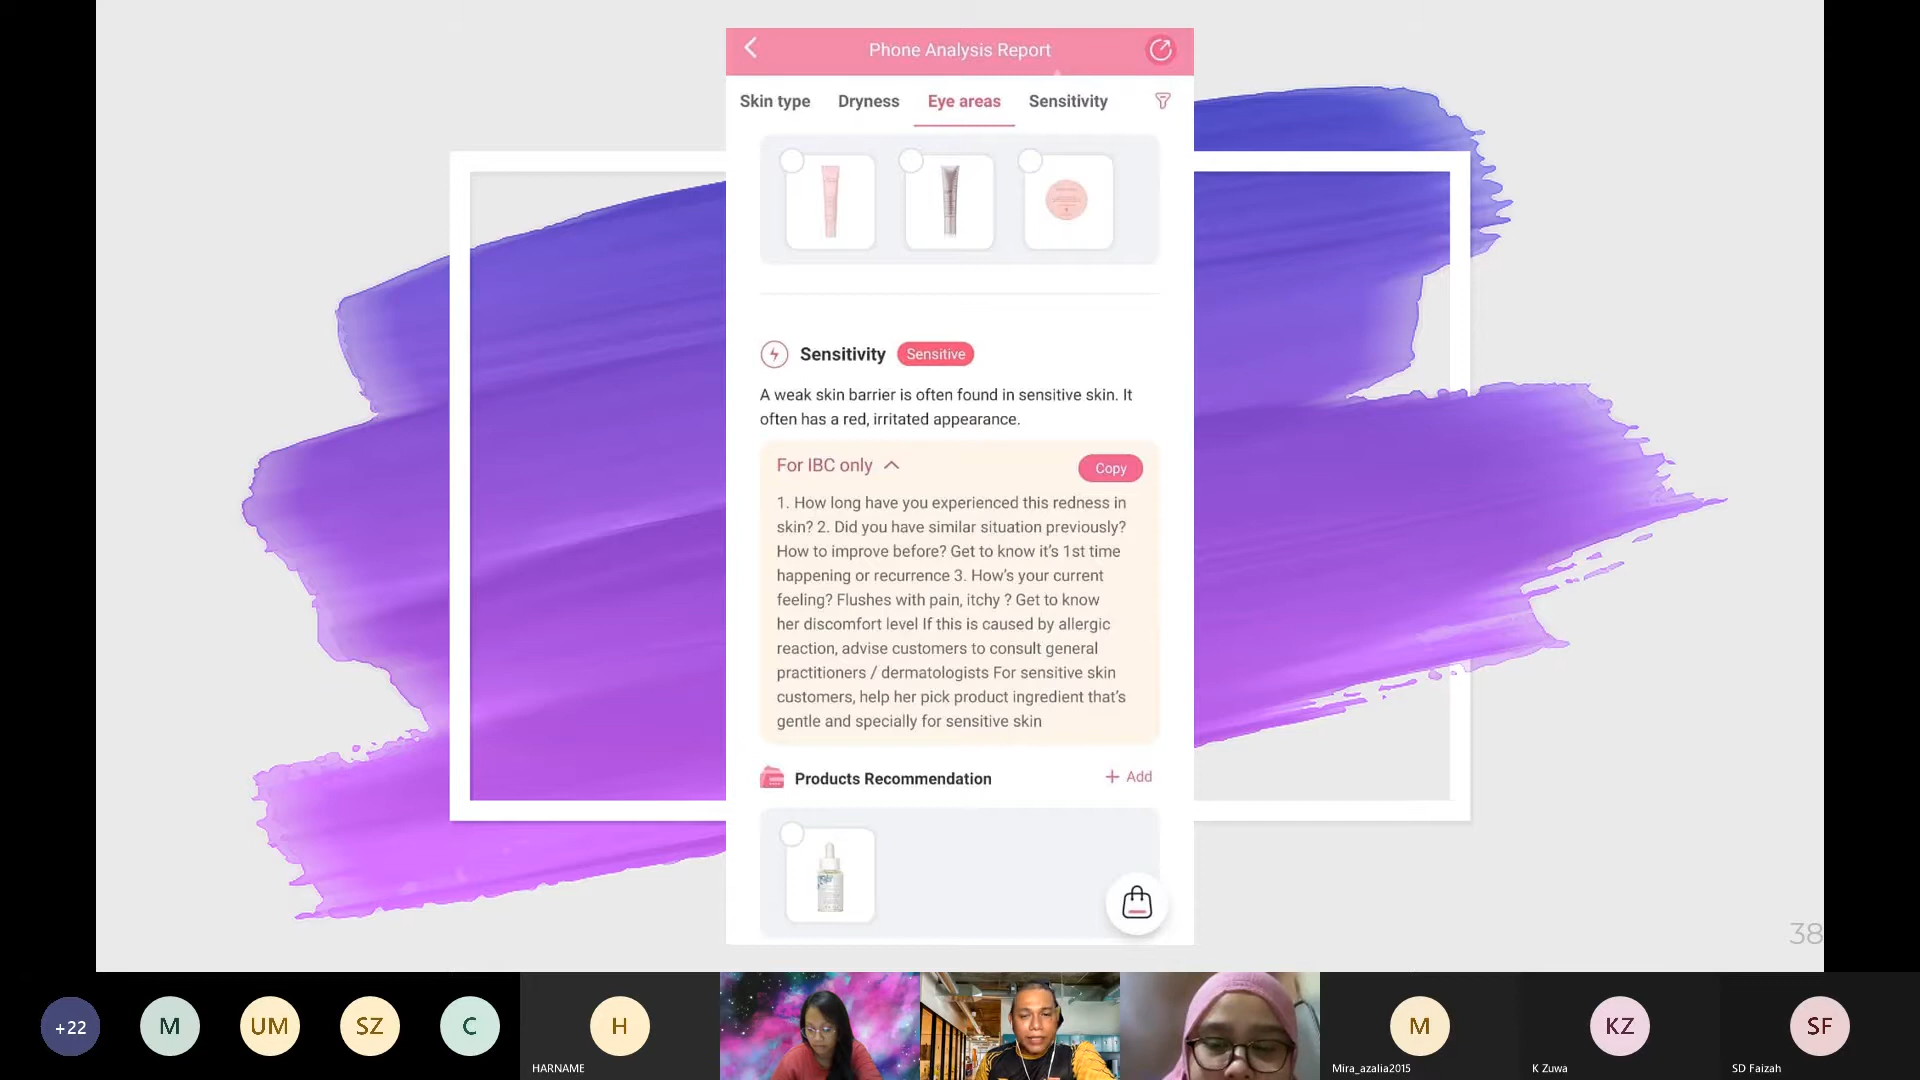 Phone Analysis Report
Skin type
Dryness
Eye areas
Sensitivity
Sensitivity
Sensitive
A weak skin barrier is often found in sensitive skin. It
often has a red, irritated appearance.
For IBC only
Copy
1. How long have you experienced this redness in
skin? 2. Did you have similar situation previously?
How to improve before? Get to know it's 1st time
happening or recurrence 3. How's your current
feeling? Flushes with pain, itchy ? Get to know
her discomfort level If this is caused by allergic
reaction, advise customers to consult general
practitioners / dermatologists For sensitive skin
customers, help her pick product ingredient that's
gentle and specially for sensitive skin
Products Recommendation
+ Add
38
+22
M
UM
SZ
C
H
HARNAME
M
Mira_azalia2015
KZ
K Zuwa
SF
SD Faizah